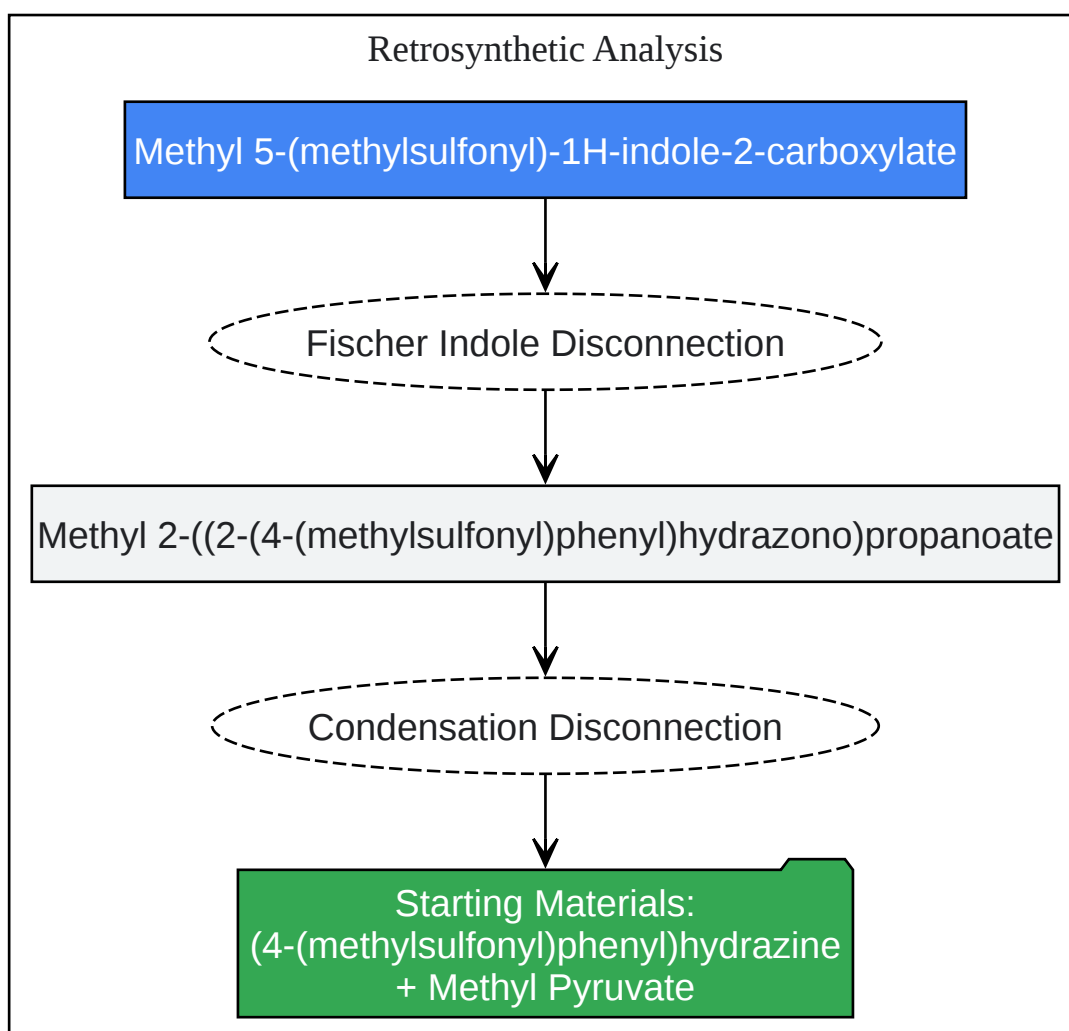 Retrosynthetic Analysis
Methyl 5-(methylsulfonyl)-1H-indole-2-carboxylate
Fischer Indole Disconnection
Methyl 2-((2-(4-(methylsulfonyl)phenyl)hydrazono)propanoate
Condensation Disconnection
Starting Materials:
(4-(methylsulfonyl)phenyl)hydrazine
+ Methyl Pyruvate